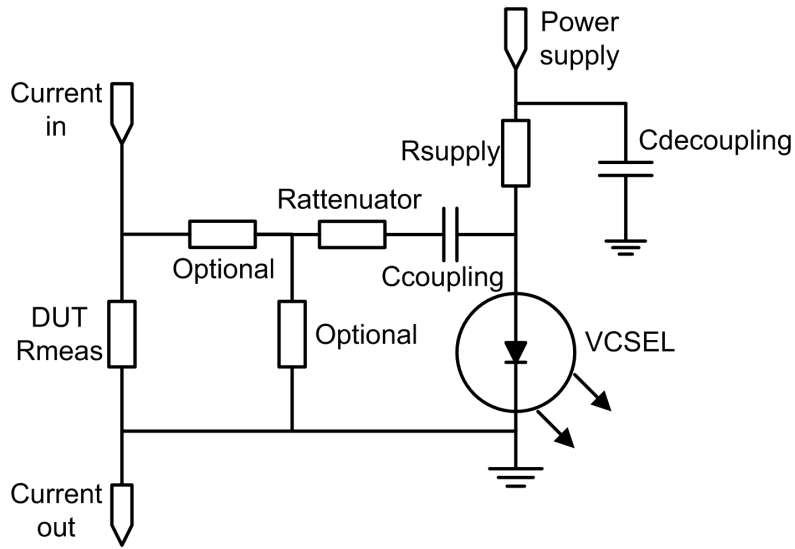 Power
supply
Current
in
Rsupply
Cdecoupling
Rattenuator
Optional
Ccoupling
DUT
Rmeas
Optional
VCSEL
Current
out